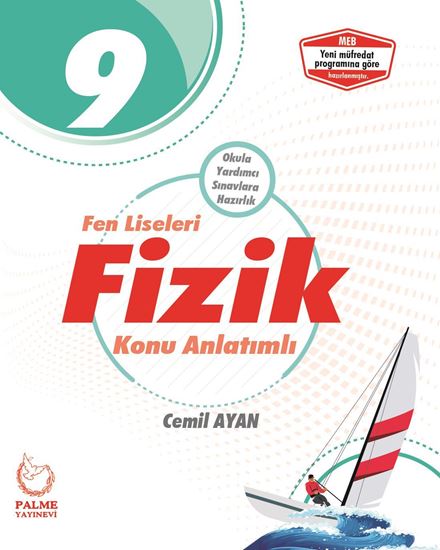 9
MEB
Yeni müfredat
programına göre
hazırlanmıştır.
Okula
Yardımcı
Sınavlara
Hazırlık
Fen Liseleri
Fizik
Konu Anlatımlı
Cemil AYAN
PALME
YAYINEVİ